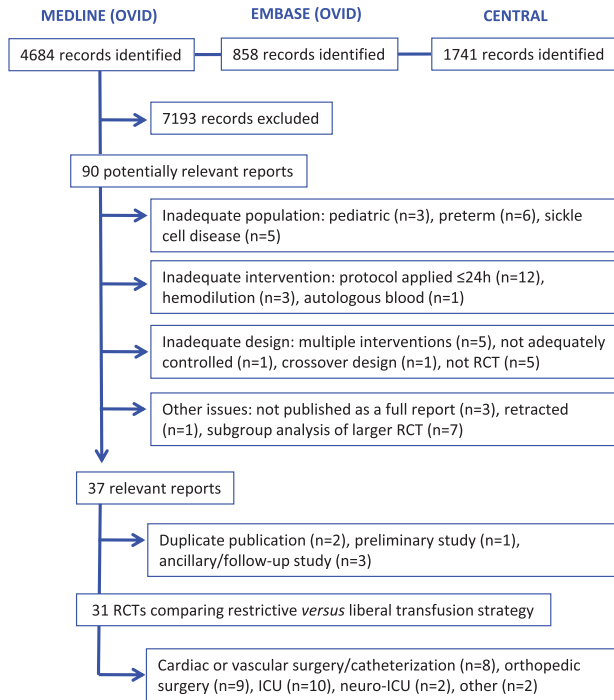 MEDLINE (OVID)
EMBASE (OVID)
CENTRAL
4684 records identified
858 records identified
1741 records identified
7193 records excluded
90 potentially relevant reports
Inadequate population: pediatric (n=3), preterm (n=6), sickle
cell disease (n=5)
Inadequate intervention: protocol applied ≤24h (n=12),
hemodilution (n=3), autologous blood (n=1)
Inadequate design: multiple interventions (n=5), not adequately
controlled (n=1), crossover design (n=1), not RCT (n=5)
Other issues: not published as a full report (n=3), retracted
(n=1), subgroup analysis of larger RCT (n=7)
37 relevant reports
Duplicate publication (n=2), preliminary study (n=1),
ancillary/follow-up study (n=3)
31 RCTs comparing restrictive versus liberal transfusion strategy
Cardiac or vascular surgery/catheterization (n=8), orthopedic
surgery (n=9), ICU (n=10), neuro-ICU (n=2), other (n=2)